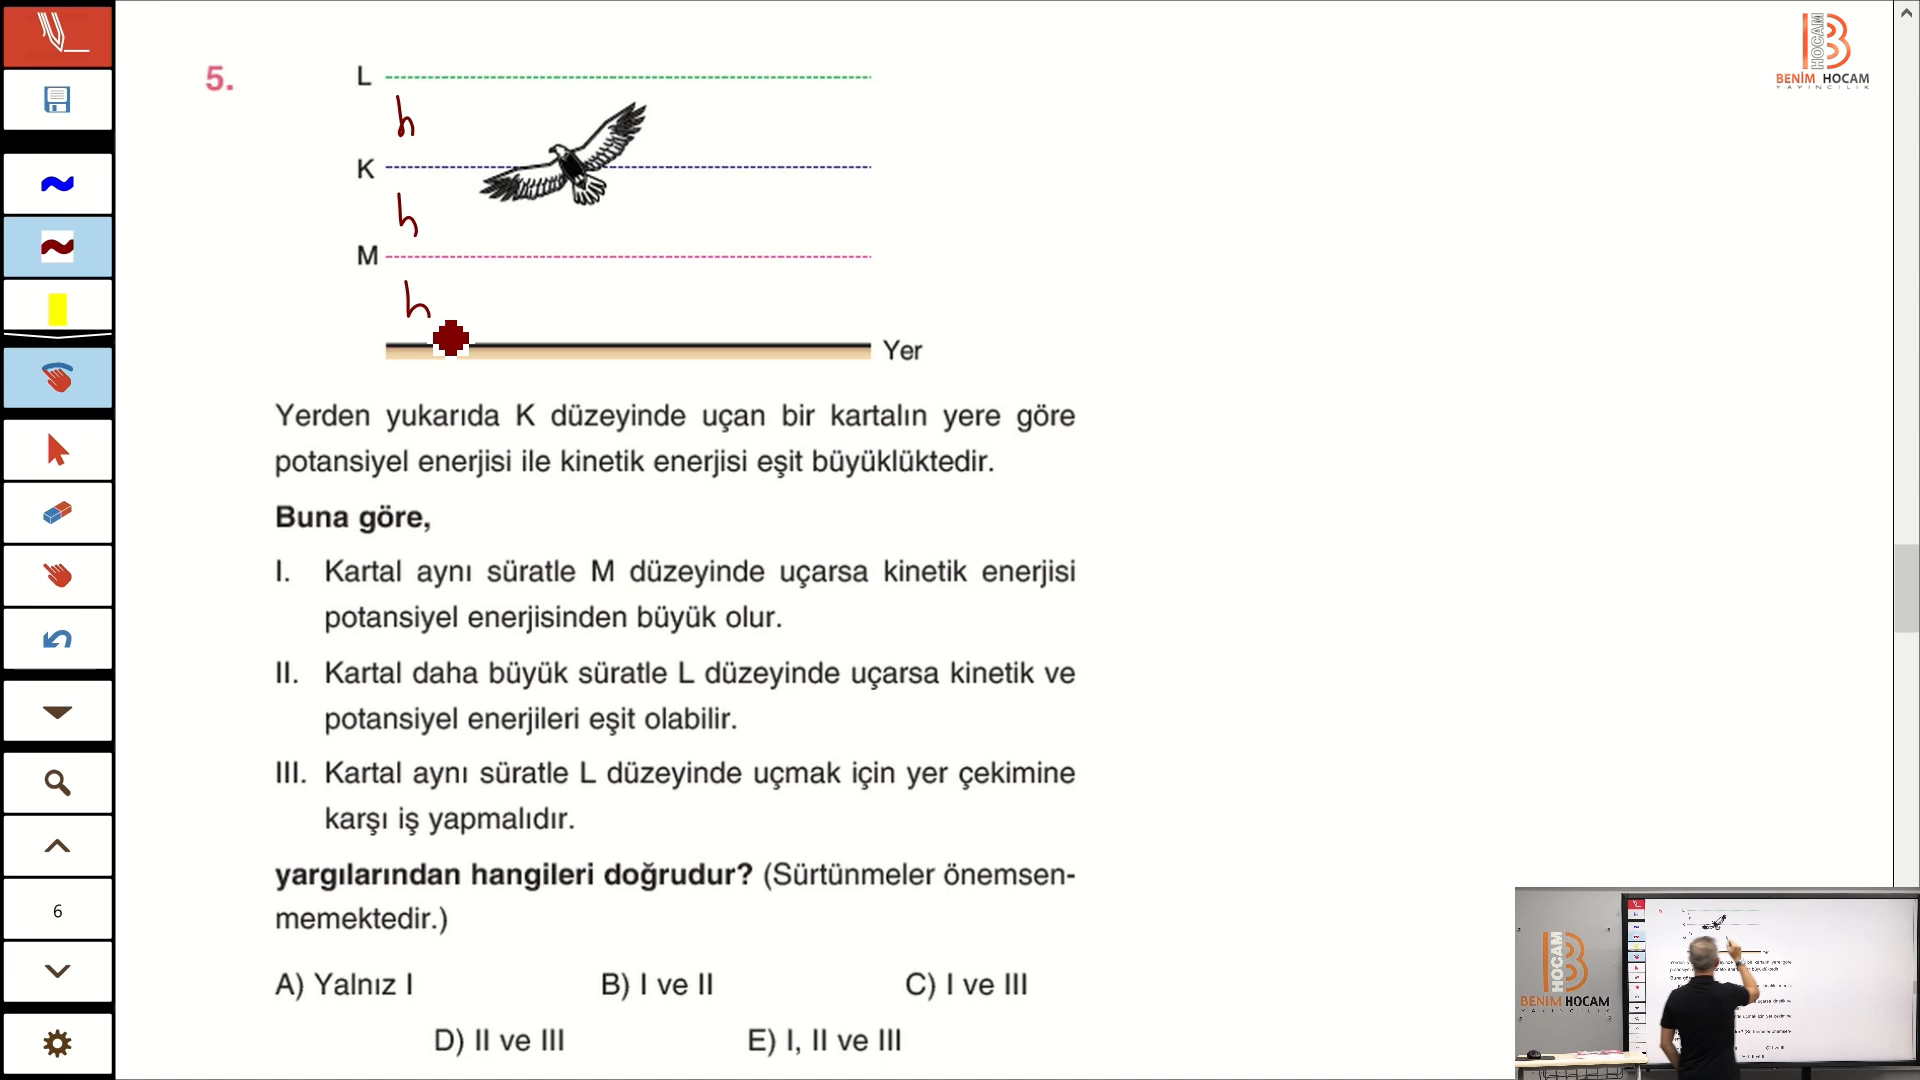 BENİM HOCAM
YAYINCILIK
5.
L
h
K
h
M
h
Yer
Yerden yukarıda K düzeyinde uçan bir kartalın yere göre
potansiyel enerjisi ile kinetik enerjisi eşit büyüklüktedir.
Buna göre,
I. Kartal aynı süratle M düzeyinde uçarsa kinetik enerjisi
potansiyel enerjisinden büyük olur.
II. Kartal daha büyük süratle L düzeyinde uçarsa kinetik ve
potansiyel enerjileri eşit olabilir.
III. Kartal aynı süratle L düzeyinde uçmak için yer çekimine
karşı iş yapmalıdır.
yargılarından hangileri doğrudur? (Sürtünmeler önemsen-
memektedir.)
A) Yalnız I B) I ve II C) I ve III
D) II ve III E) I, II ve III
6
BENİM HOCAM
YAYINCILIK